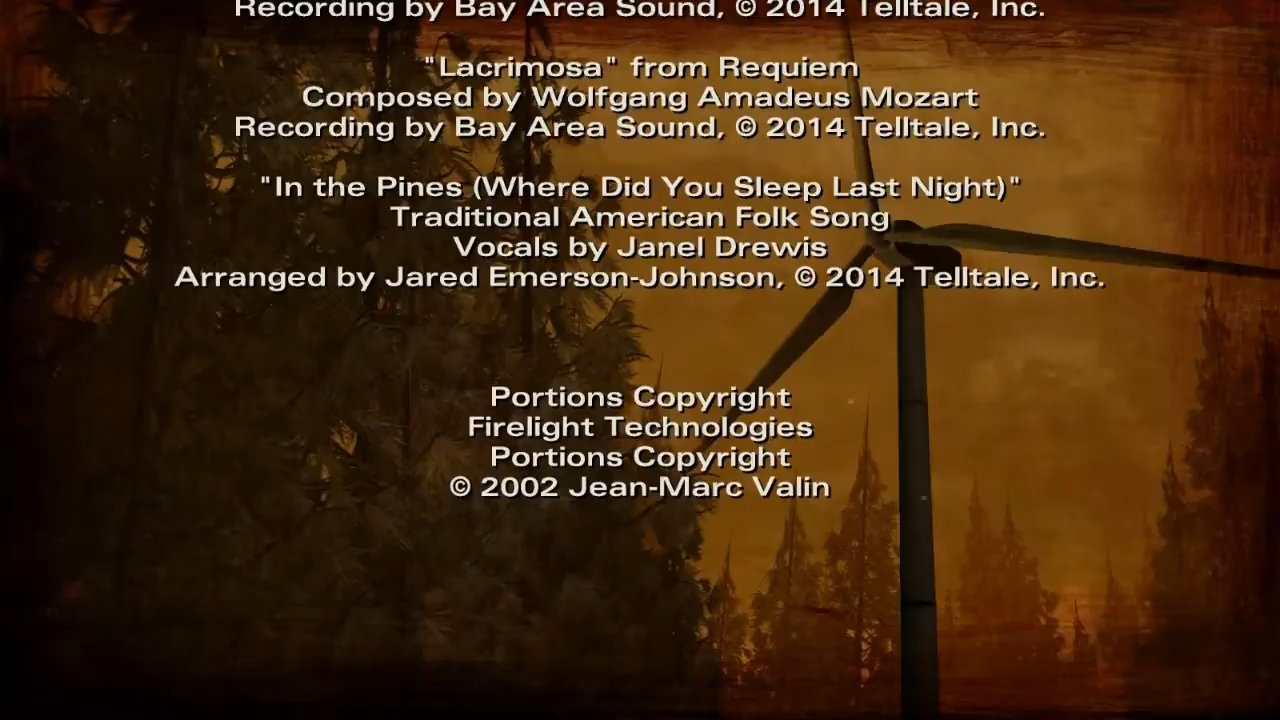 Recording by Bay Area Sound, © 2014 Telltale, Inc.
"Lacrimosa" from Requiem
Composed by Wolfgang Amadeus Mozart
Recording by Bay Area Sound, © 2014 Telltale, Inc.
"In the Pines (Where Did You Sleep Last Night)"
Traditional American Folk Song
Vocals by Janel Drewis
Arranged by Jared Emerson-Johnson, © 2014 Telltale, Inc.
Portions Copyright
Firelight Technologies
Portions Copyright
© 2002 Jean-Marc Valin